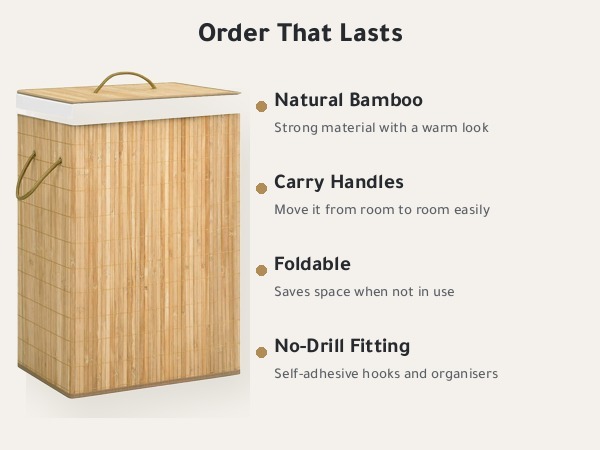 Order That Lasts
Natural Bamboo
Strong material with a warm look
Carry Handles
Move it from room to room easily
Foldable
Saves space when not in use
No-Drill Fitting
Self-adhesive hooks and organisers